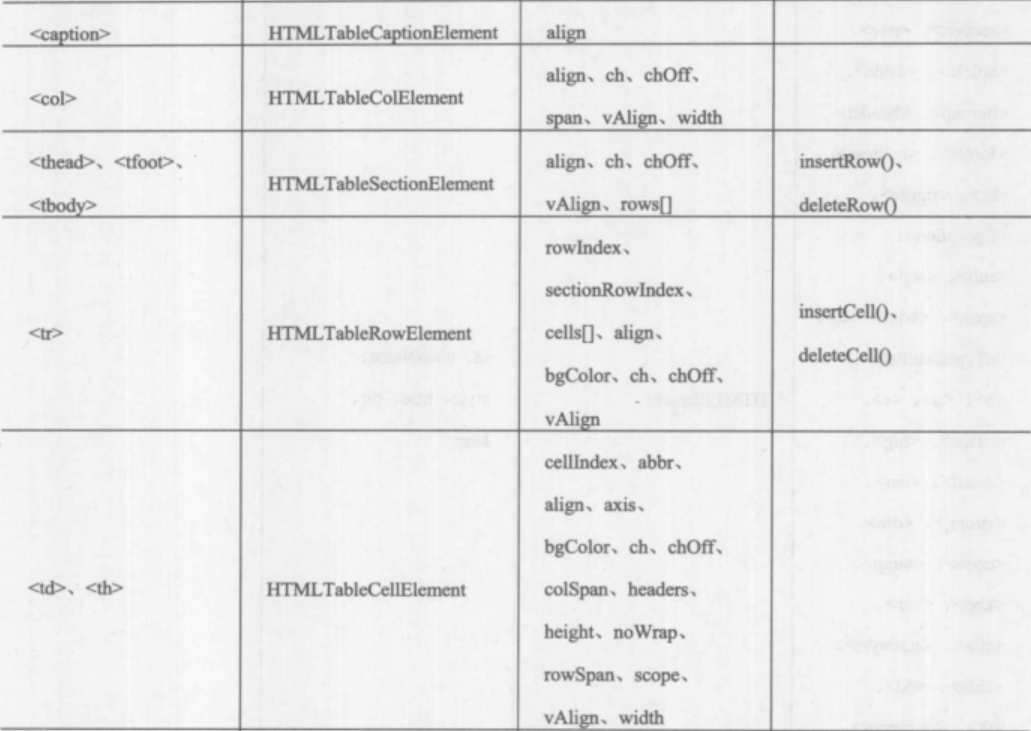 <caption> HTMLTableCaptionElement align
<col> HTMLTableColElement align、ch、chOff、
span、vAlign、width
<thead>、<tfoot>、
<tbody>
HTMLTableSectionElement
align、ch、chOff、
vAlign、rows[]
insertRow()、
deleteRow()
<tr>
HTMLTableRowElement
rowIndex、
sectionRowIndex、
cells[]、align、
bgColor、ch、chOff、
vAlign
insertCell()、
deleteCell()
<td>、<th>
HTMLTableCellElement
cellIndex、abbr、
align、axis、
bgColor、ch、chOff、
colSpan、headers、
height、noWrap、
rowSpan、scope、
vAlign、width